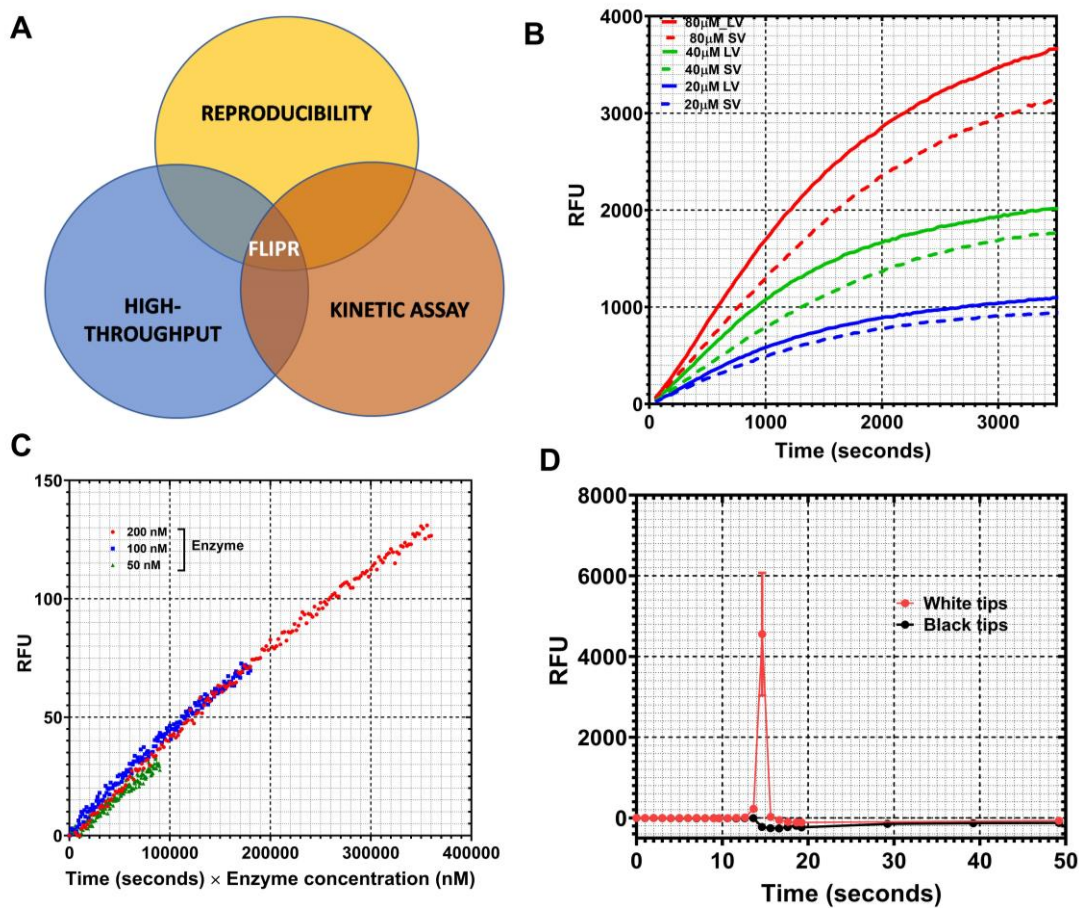 A
REPRODUCIBILITY
FLIPR
HIGH-
THROUGHPUT
KINETIC ASSAY
B
4000
3000
2000
1000
0
RFU
80μM_LV
80μM SV
40μM LV
40μM SV
20μM LV
20μM SV
0 1000 2000 3000
Time (seconds)
C
150
100
50
0
RFU
200 nM
100 nM
50 nM
Enzyme
0 100000 200000 300000 400000
Time (seconds) × Enzyme concentration (nM)
D
8000
6000
4000
2000
0
RFU
White tips
Black tips
0 10 20 30 40 50
Time (seconds)